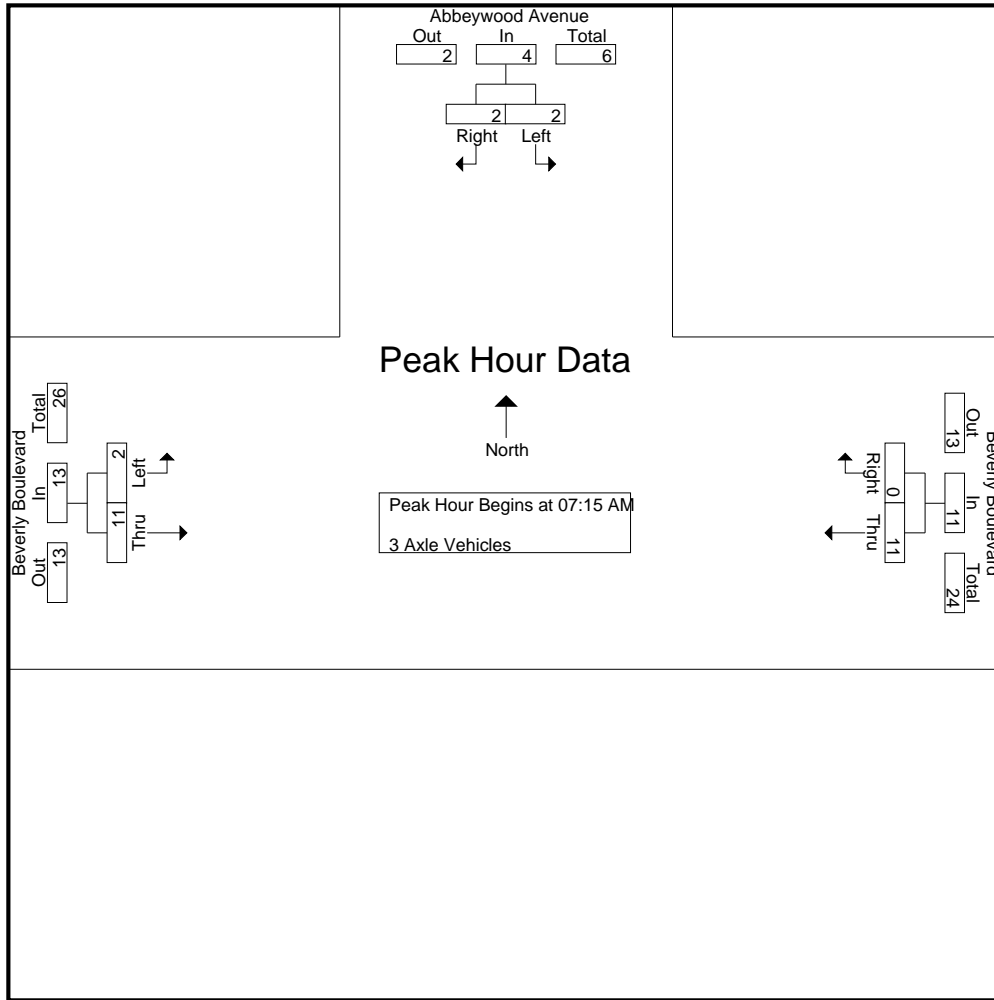 Abbeywood Avenue
Out In Total
2 4 6
2 2
Right Left
Peak Hour Data
North
Peak Hour Begins at 07:15 AM
3 Axle Vehicles
Beverly Boulevard
Out In Total
13 13 26
Thru Left
11 2
Beverly Boulevard
Out In Total
13 11 24
Right Thru
0 11